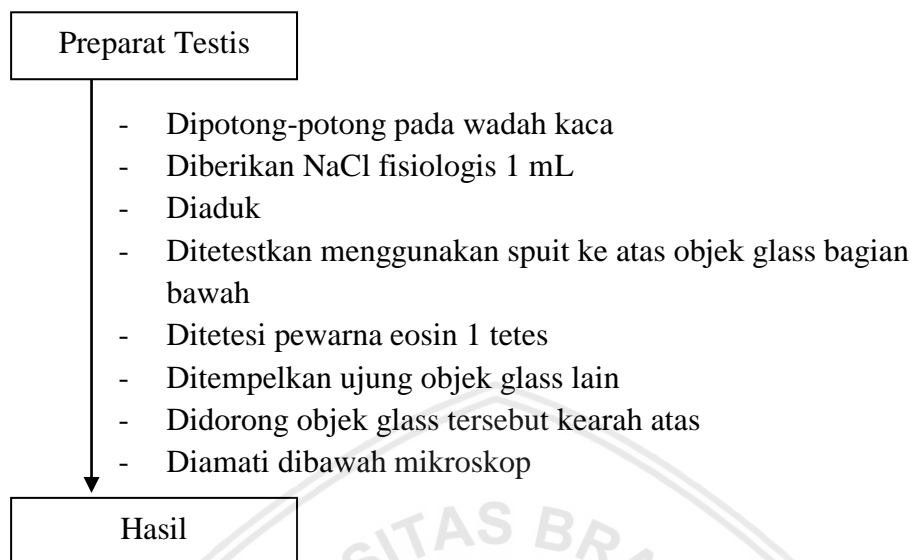 Preparat Testis
- Dipotong-potong pada wadah kaca
- Diberikan NaCl fisiologis 1 mL
- Diaduk
- Ditetestkan menggunakan spuit ke atas objek glass bagian
bawah
- Ditetesi pewarna eosin 1 tetes
- Ditempelkan ujung objek glass lain
- Didorong objek glass tersebut kearah atas
- Diamati dibawah mikroskop
Hasil